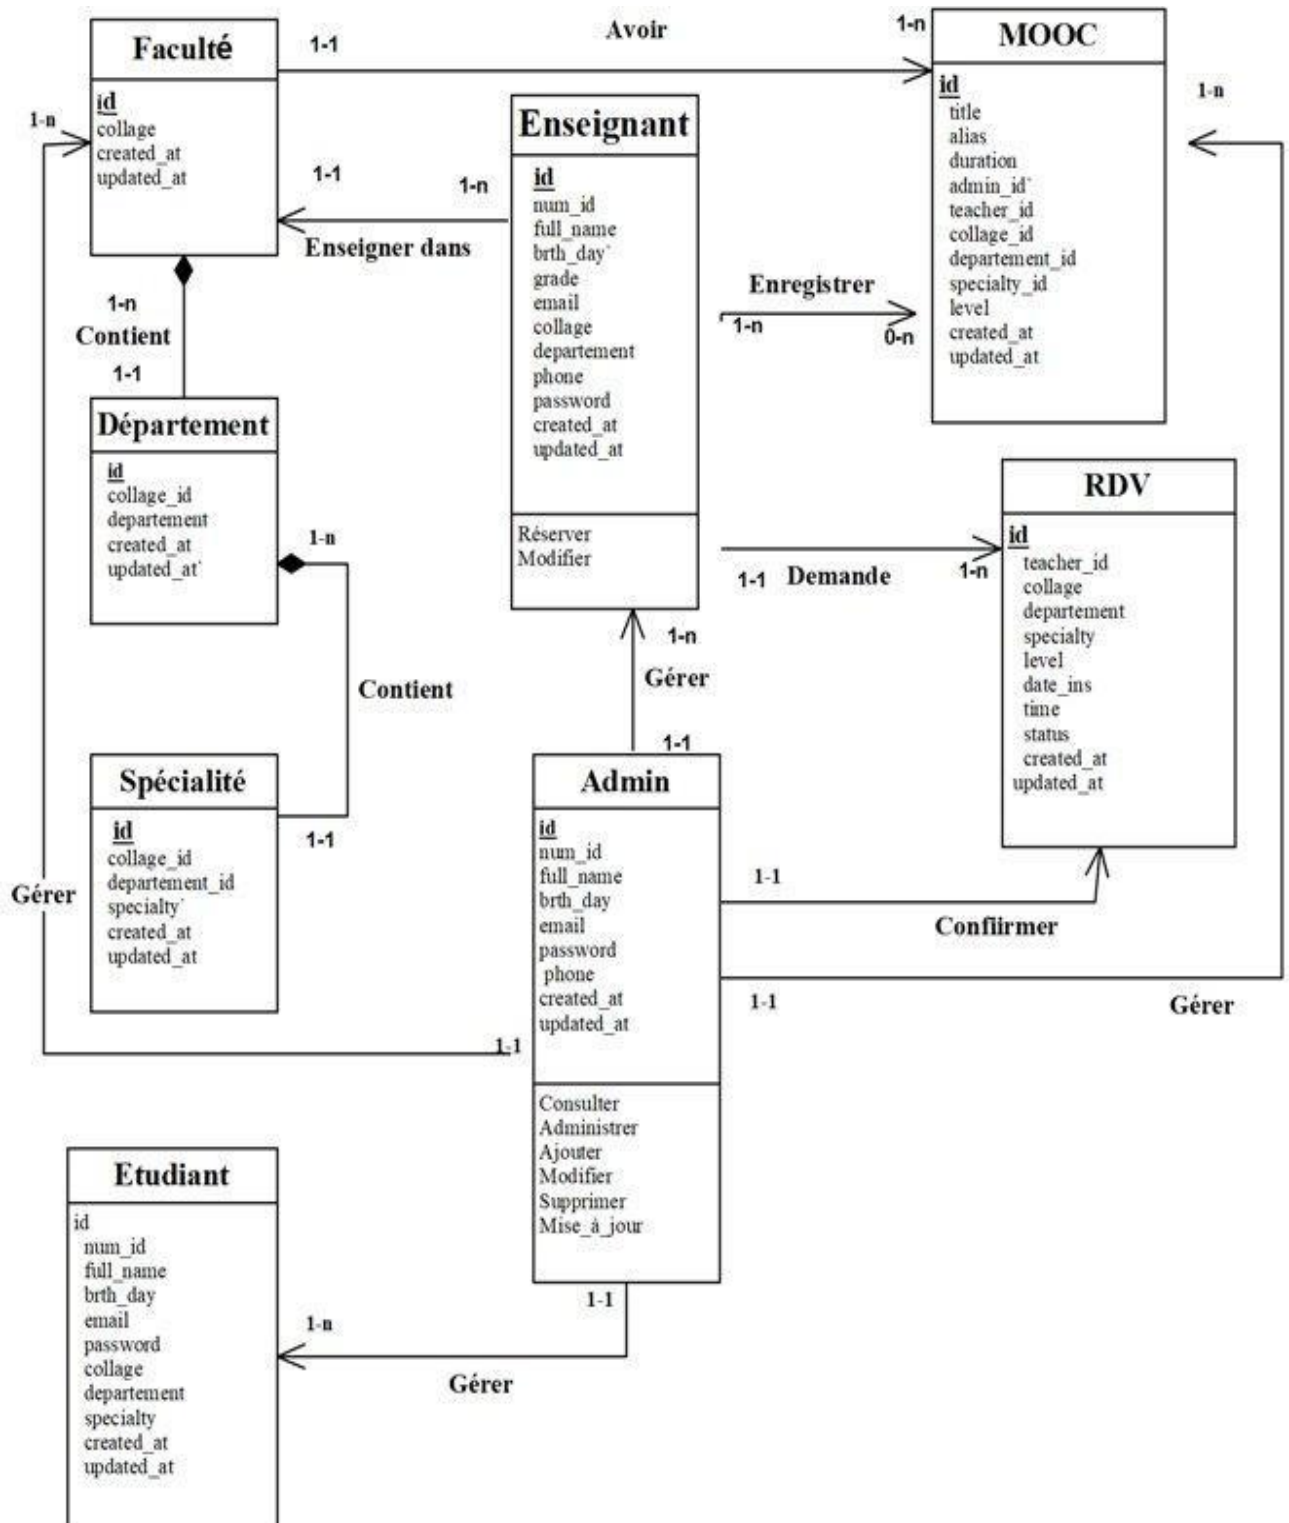 Faculté
id
collage
created_at
updated_at
1-1
Avoir
1-n
MOOC
id
title
alias
duration
admin_id`
teacher_id
collage_id
departement_id
specialty_id
level
created_at
updated_at
1-n
1-n
Enseignant
id
num_id
full_name
brth_day`
grade
email
collage
departement
phone
password
created_at
updated_at
Réserver
Modifier
1-1
1-n
Enseigner dans
Enregistrer
1-n
0-n
1-n
Contient
1-1
Département
id
collage_id
departement
created_at
updated_at`
1-n
Contient
1-1
Spécialité
id
collage_id
departement_id
specialty`
created_at
updated_at
RDV
id
teacher_id
collage
departement
specialty
level
date_ins
time
status
created_at
updated_at
1-1
Demande
1-n
1-n
Gérer
1-1
Admin
id
num_id
full_name
brth_day
email
password
phone
created_at
updated_at
Consulter
Administrer
Ajouter
Modifier
Supprimer
Mise_à_jour
1-1
Confiirmer
1-1
Gérer
Gérer
1-1
Etudiant
id
num_id
full_name
brth_day
email
password
collage
departement
specialty
created_at
updated_at
1-1
1-n
Gérer